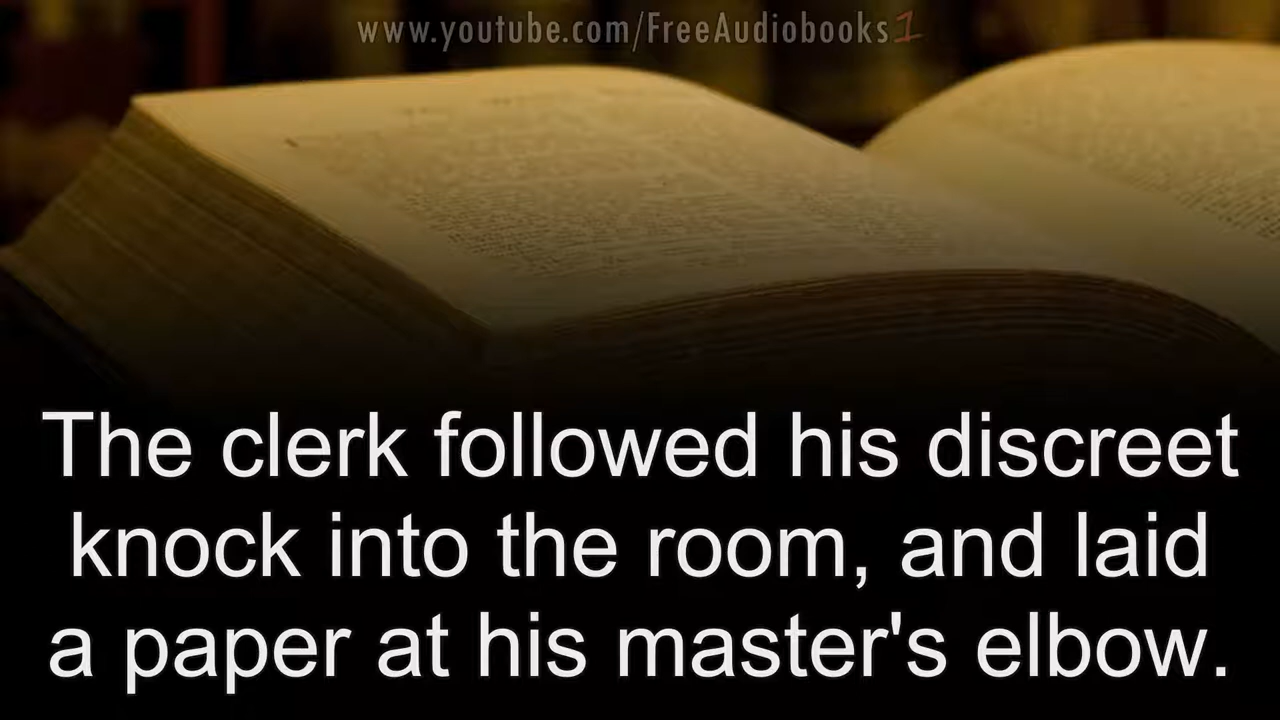 www.youtube.com/FreeAudiobooks1
The clerk followed his discreet
knock into the room, and laid
a paper at his master's elbow.